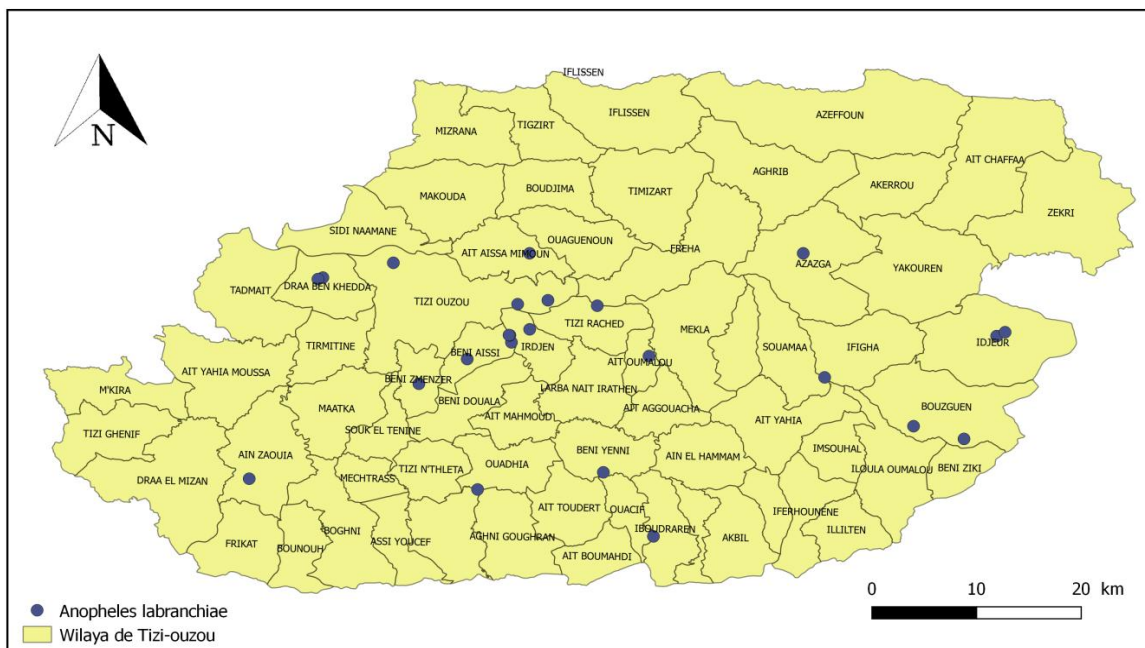 IFLISSEN
N
IFLISSEN
AZEFFOUN
TIGZIRT
MIZRANA
AIT CHAFFAA
AGHRIB
AKERROU
BOUDJIMA
TIMIZART
MAKOUDA
ZEKRI
SIDI NAAMANE
OUAGUENOUN
FREHA
AIT AISSA MIMOUN
AZAZGA
YAKOUREN
TADMAIT
DRAA BEN KHEDDA
TIZI OUZOU
TIZI RACHED
MEKLA
IDJEUR
TIRMITINE
IRDJEN
SOUAMAA
IFIGHA
BENI AISSI
AIT OUMALOU
AIT YAHIA MOUSSA
BENI ZMENZER
M'KIRA
LARBA NAIT IRATHEN
BENI DOUALA
MAATKA
AIT AGGOUACHA
BOUZGUEN
AIT MAHMOUD
AIT YAHIA
SOUK EL TENINE
TIZI GHENIF
BENI YENNI
IMSOUHAL
AIN ZAOUIA
AIN EL HAMMAM
OUADHIA
TIZI N'THLETA
ILOULA OUMALOU
BENI ZIKI
MECHTRASS
DRAA EL MIZAN
AIT TOUDERT
OUACIF
IFERHOUNENE
IBOUDRAREN
ILLILTEN
BOGHNI
AGHNI GOUGHRAN
AKBIL
ASSI YOUCEF
FRIKAT
BOUNOUH
AIT BOUMAHDI
0 10 20 km
Anopheles labranchiae
Wilaya de Tizi-ouzou